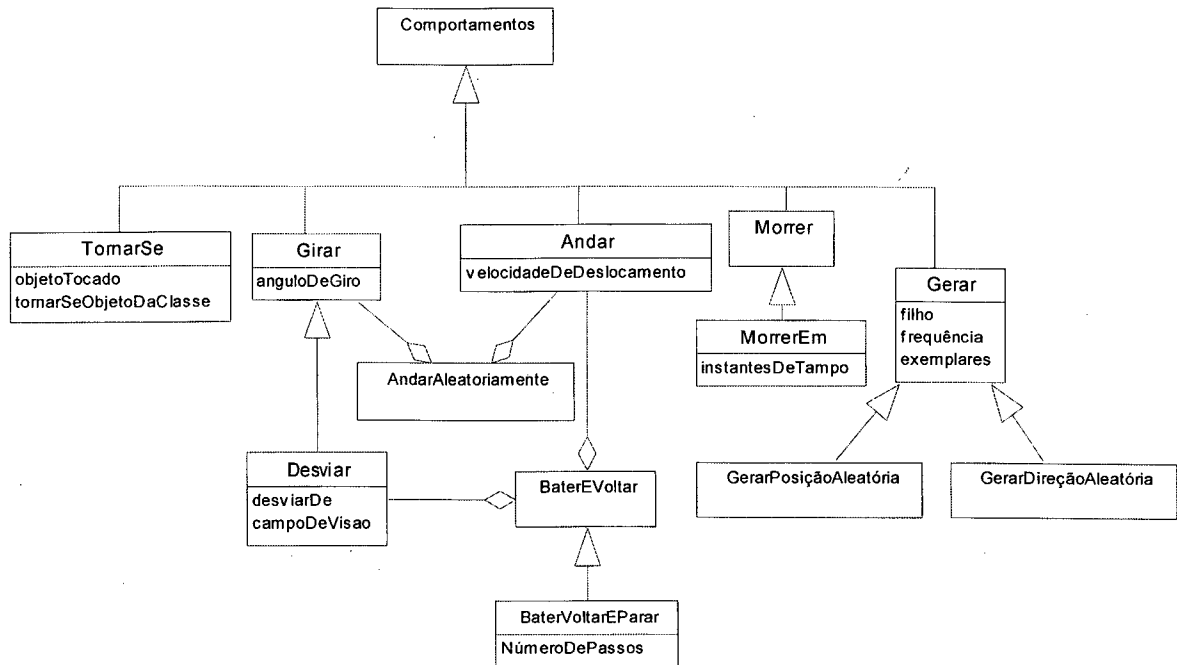 Comportamentos
TornarSe
objetoTocado
tornarSeObjetoDaClasse
Girar
anguloDeGiro
Andar
velocidadeDeDeslocamento
Morrer
MorrerEm
instantesDeTampo
Gerar
filho
frequência
exemplares
AndarAleatoriamente
Desviar
desviarDe
campoDeVisao
BaterEVoltar
GerarPosiçãoAleatória
GerarDireçãoAleatória
BaterVoltarEParar
NúmeroDePassos